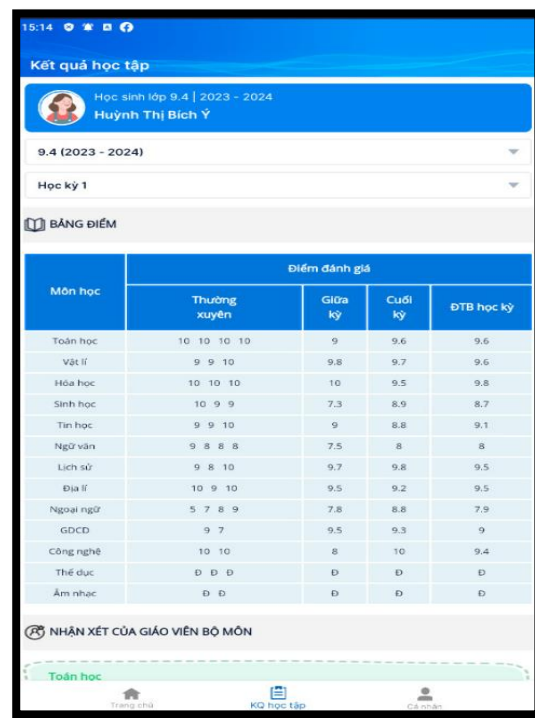 15:14
Kết quả học tập
Học sinh lớp 9.4 | 2023 - 2024
Huỳnh Thị Bích Ý
9.4 (2023 - 2024)
Học kỳ 1
BẢNG ĐIỂM
Môn học
Điểm đánh giá
Thường xuyên
Giữa kỳ
Cuối kỳ
ĐTB học kỳ
Toán học 10 10 10 10 9 9.6 9.6
Vật lí 9 9 10 9.8 9.7 9.6
Hóa học 10 10 10 10 9.5 9.8
Sinh học 10 9 9 7.3 8.9 8.7
Tin học 9 9 10 9 8.8 9.1
Ngữ văn 9 8 8 8 7.5 8 8
Lịch sử 9 8 10 9.7 9.8 9.5
Địa lí 10 9 10 9.5 9.2 9.5
Ngoại ngữ 5 7 8 9 7.8 8.8 7.9
GDCD 9 7 9.5 9.3 9
Công nghệ 10 10 8 10 9.4
Thể dục Đ Đ Đ Đ Đ Đ
Âm nhạc Đ Đ Đ Đ Đ
NHẬN XÉT CỦA GIÁO VIÊN BỘ MÔN
Toán học
Trang chủ
KQ học tập
Cá nhân